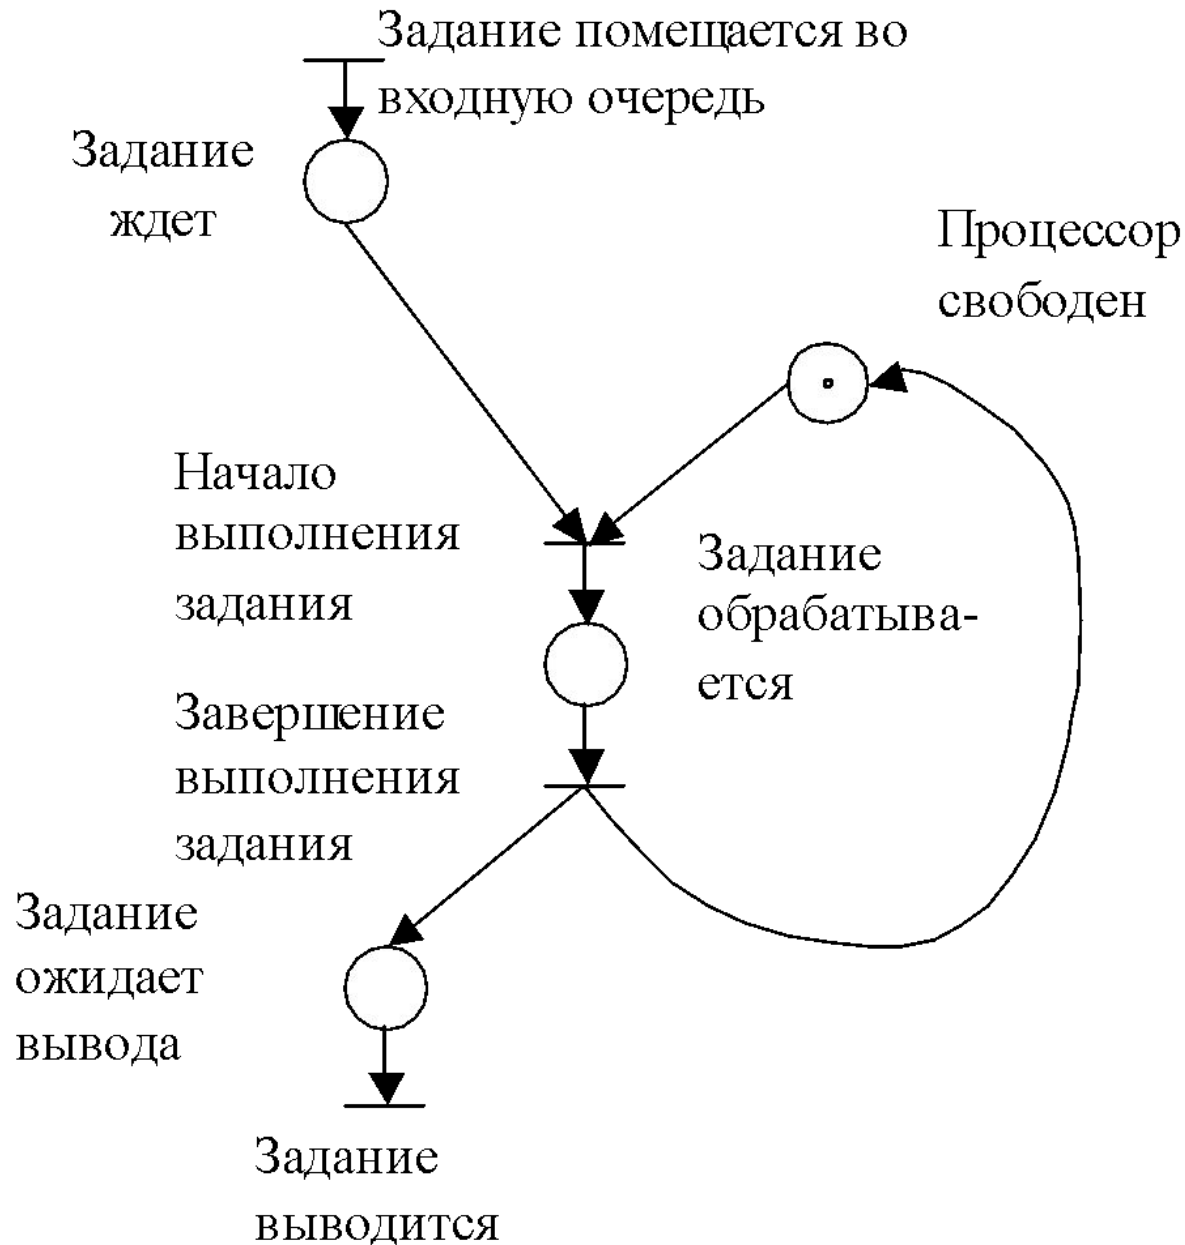 Задание помещается во
входную очередь
Задание
ждет
Процессор
свободен
Начало
выполнения
задания
Задание
обрабатыва-
ется
Завершение
выполнения
задания
Задание
ожидает
вывода
Задание
выводится